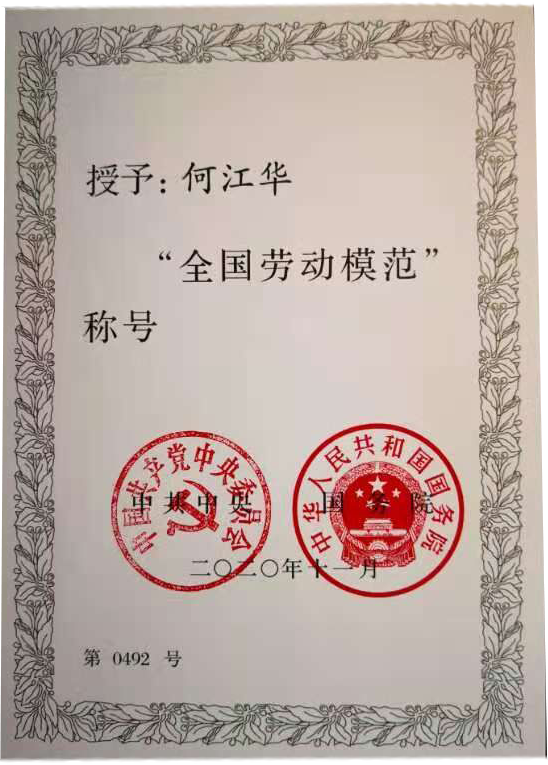 授予：何江华
“全国劳动模范”
称号
中国共产党中央委员会
中共中央
中华人民共和国国务院
国务院
二〇二〇年十一月
第 0492 号